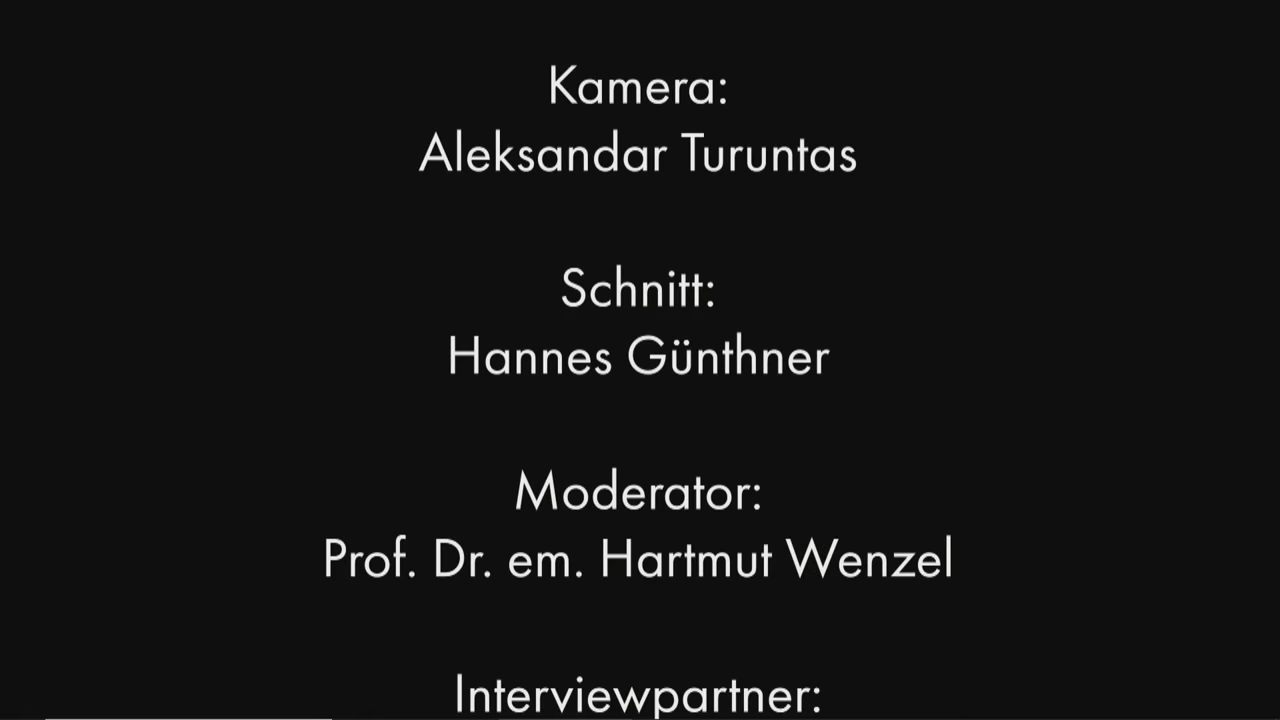 Kamera:
Aleksandar Turuntas
Schnitt:
Hannes Günthner
Moderator:
Prof. Dr. em. Hartmut Wenzel
Interviewpartner: